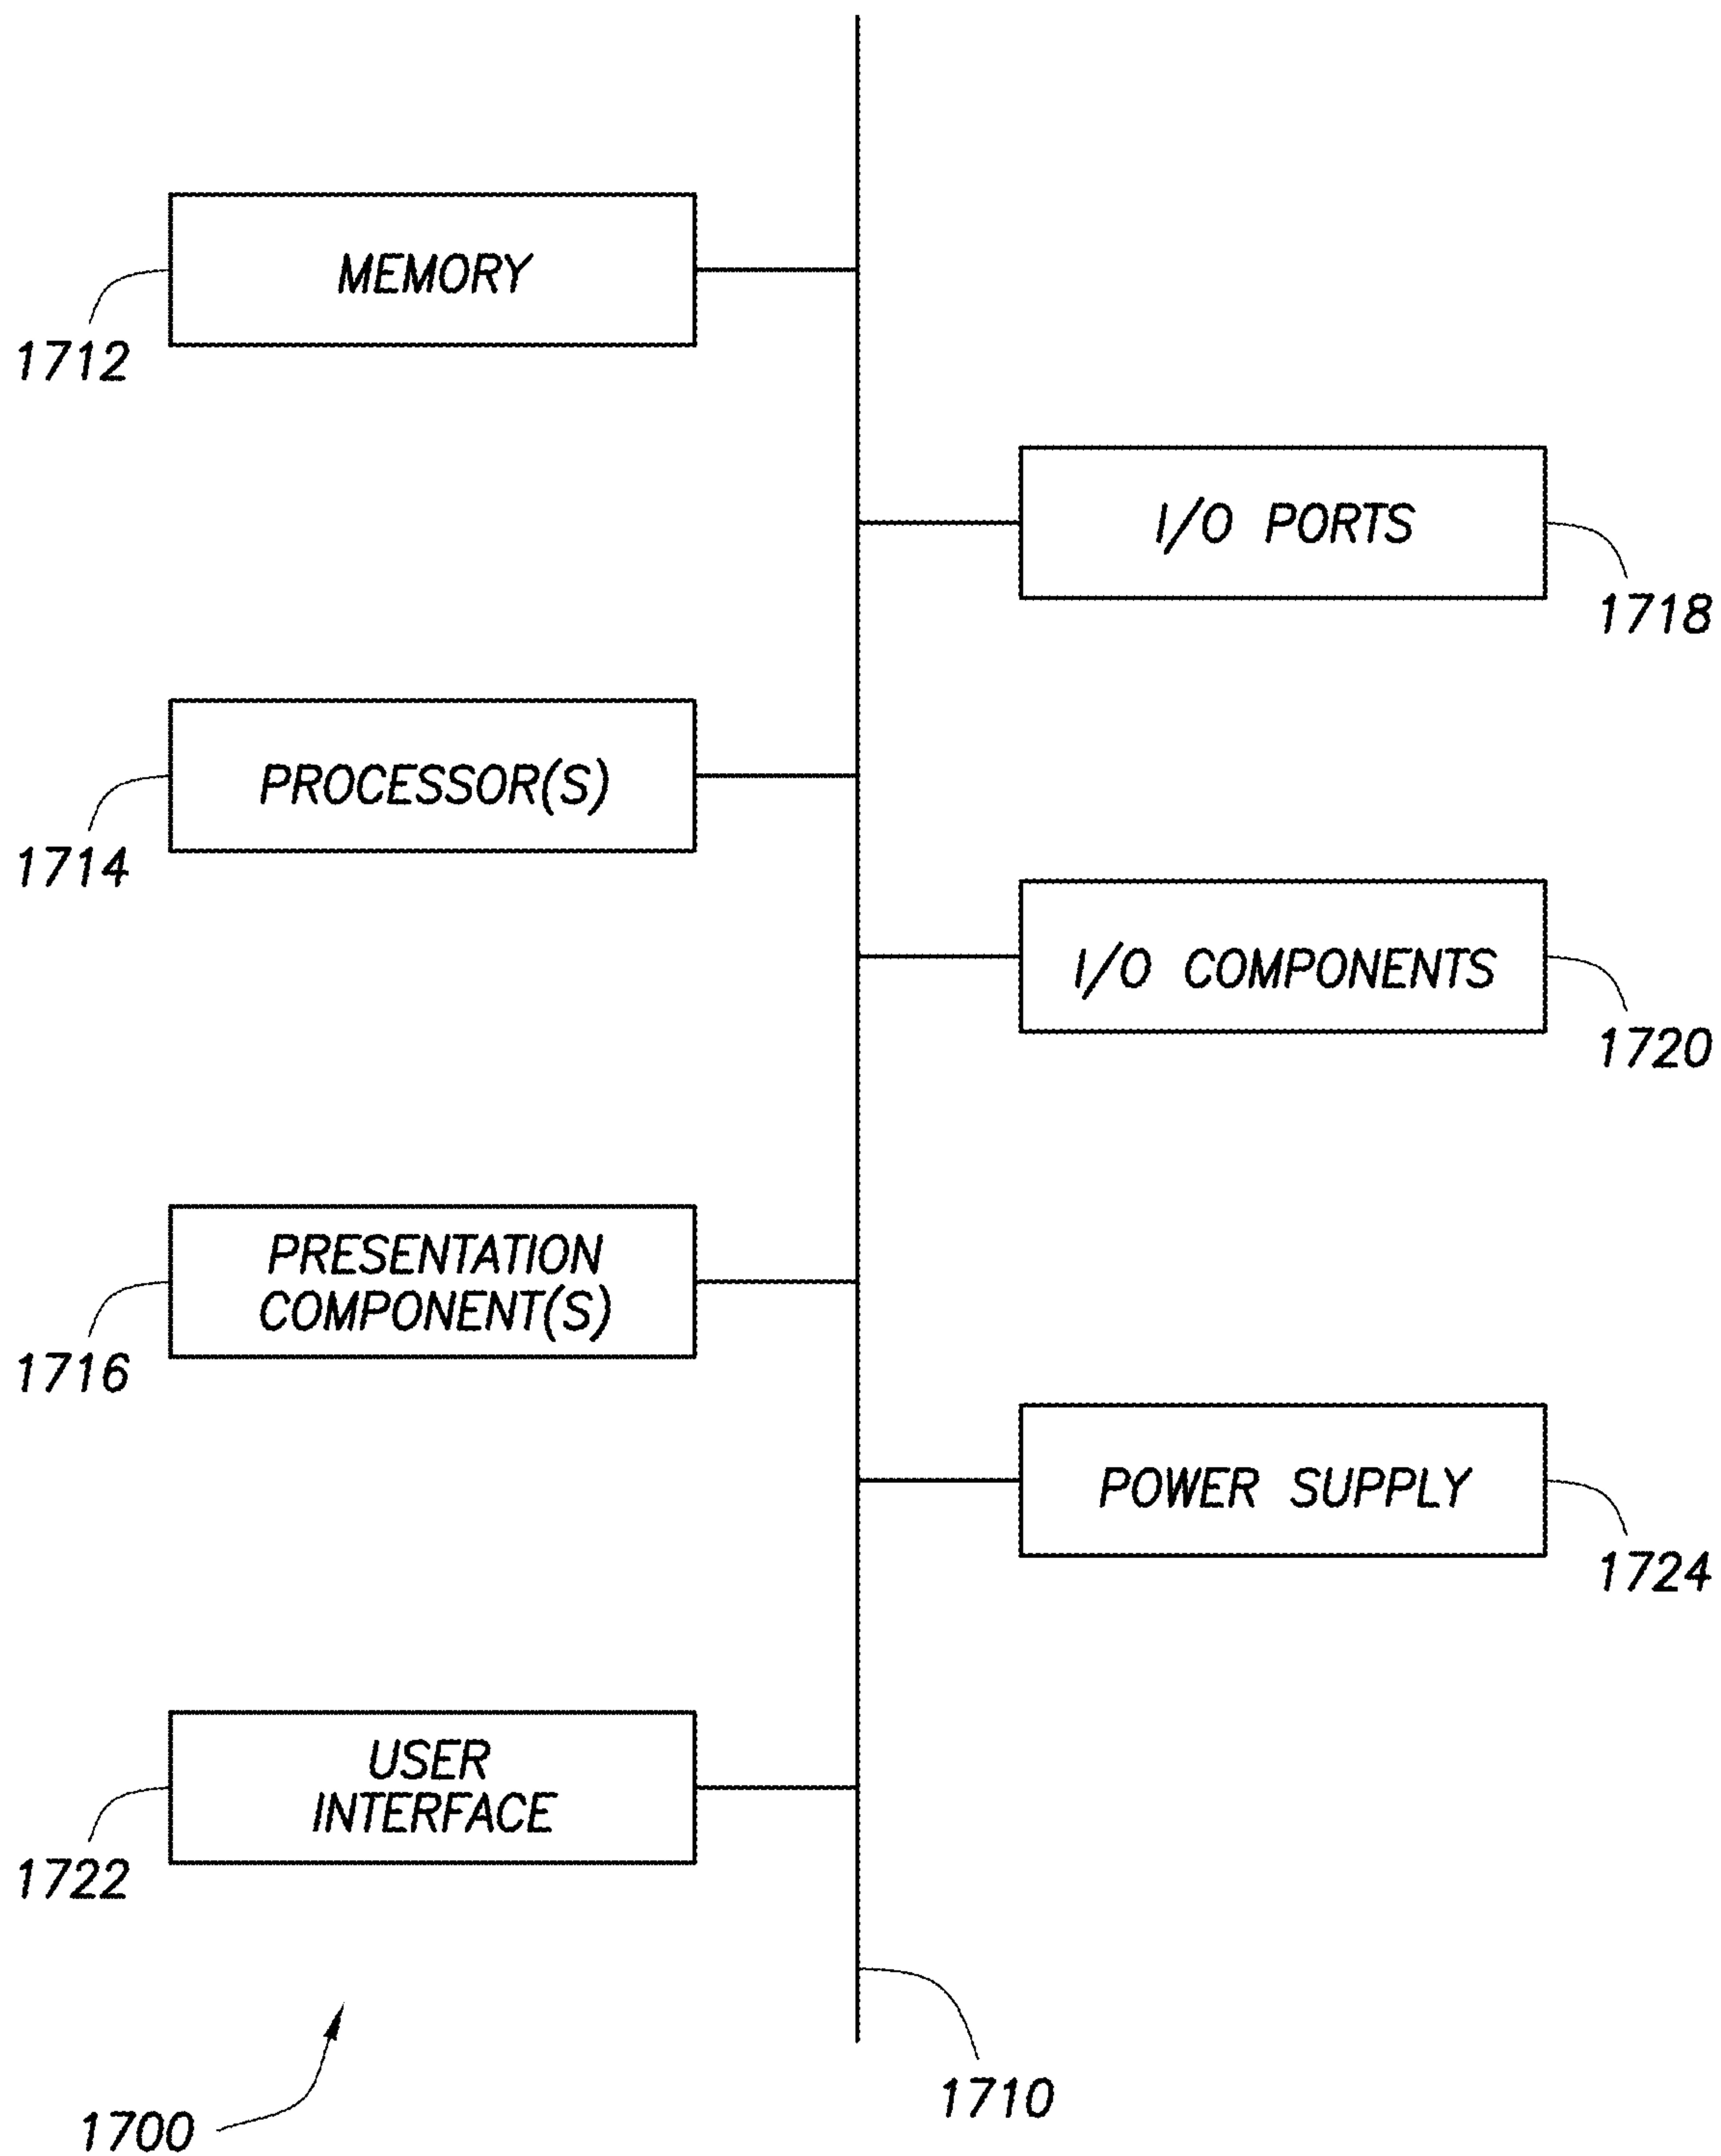 MEMORY
1712
I/O PORTS
1718
PROCESSOR(S)
1714
I/O COMPONENTS
1720
PRESENTATION
COMPONENT(S)
1716
POWER SUPPLY
1724
USER
INTERFACE
1722
1710
1700